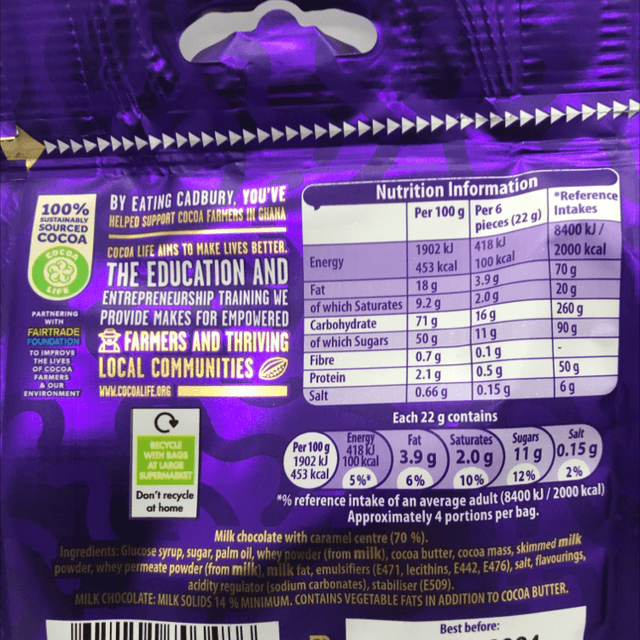 100%
SUSTAINABLY
SOURCED
COCOA
COCOA
LIFE
PARTNERING
WITH
FAIRTRADE
FOUNDATION
TO IMPROVE
THE LIVES
OF COCOA
FARMERS
& OUR
ENVIRONMENT
BY EATING CADBURY, YOU'VE
HELPED SUPPORT COCOA FARMERS IN GHANA
COCOA LIFE AIMS TO MAKE LIVES BETTER.
THE EDUCATION AND
ENTREPRENEURSHIP TRAINING WE
PROVIDE MAKES FOR EMPOWERED
FARMERS AND THRIVING
LOCAL COMMUNITIES
WWW.COCOALIFE.ORG
RECYCLE
WITH BAGS
AT LARGE
SUPERMARKET
Don't recycle
at home
Nutrition Information
Per 100 g Per 6 pieces (22 g) *Reference Intakes
Energy 1902 kJ 418 kJ 8400 kJ /
453 kcal 100 kcal 2000 kcal
Fat 18 g 3.9 g 70 g
of which Saturates 9.2 g 2.0 g 20 g
Carbohydrate 71 g 16 g 260 g
of which Sugars 50 g 11 g 90 g
Fibre 0.7 g 0.1 g -
Protein 2.1 g 0.5 g 50 g
Salt 0.66 g 0.15 g 6 g
Each 22 g contains
Per 100 g
1902 kJ
453 kcal
Energy
418 kJ
100 kcal
5%*
Fat
3.9 g
6%
Saturates
2.0 g
10%
Sugars
11 g
12%
Salt
0.15 g
2%
*% reference intake of an average adult (8400 kJ / 2000 kcal)
Approximately 4 portions per bag.
Milk chocolate with caramel centre (70 %).
Ingredients: Glucose syrup, sugar, palm oil, whey powder (from milk), cocoa butter, cocoa mass, skimmed milk
powder, whey permeate powder (from milk), milk fat, emulsifiers (E471, lecithins, E442, E476), salt, flavourings,
acidity regulator (sodium carbonates), stabiliser (E509).
MILK CHOCOLATE: MILK SOLIDS 14 % MINIMUM. CONTAINS VEGETABLE FATS IN ADDITION TO COCOA BUTTER.
Best before: